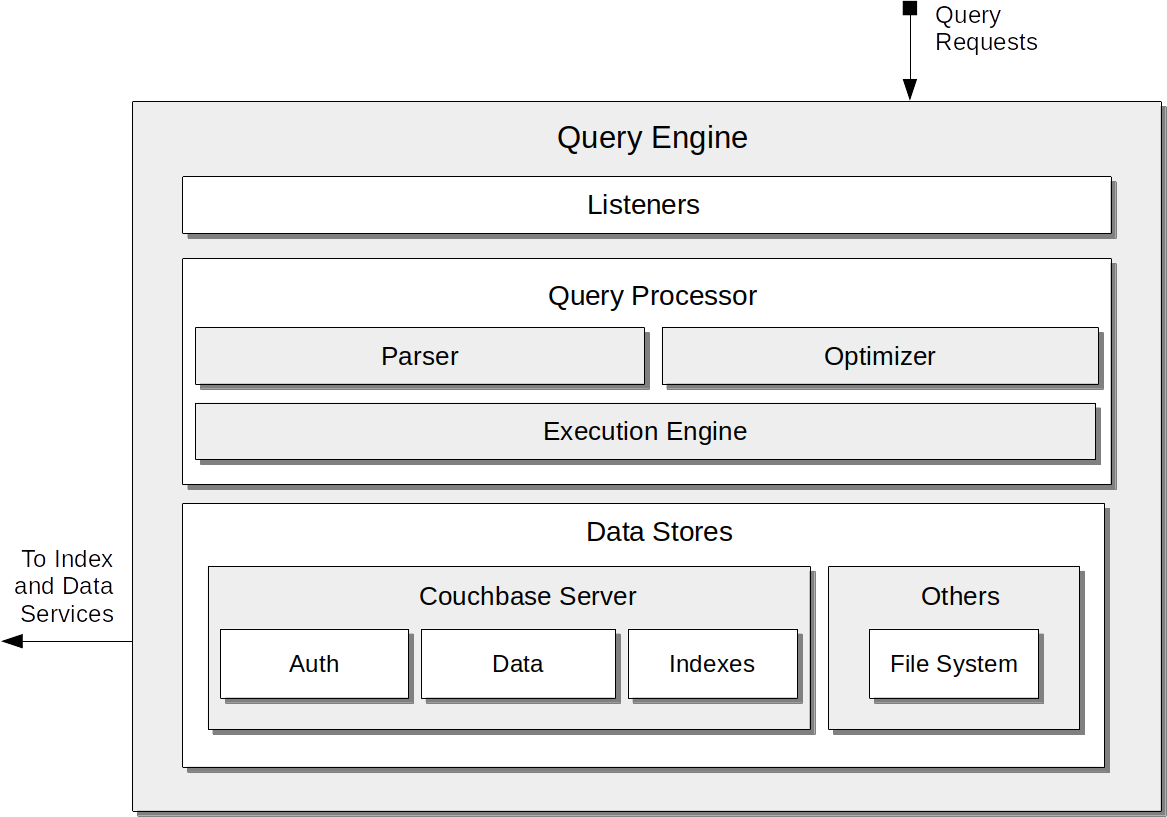 Query
Requests
Query Engine
Listeners
Query Processor
Parser
Optimizer
Execution Engine
Data Stores
To Index
and Data
Services
Couchbase Server
Others
Auth
Data
Indexes
File System